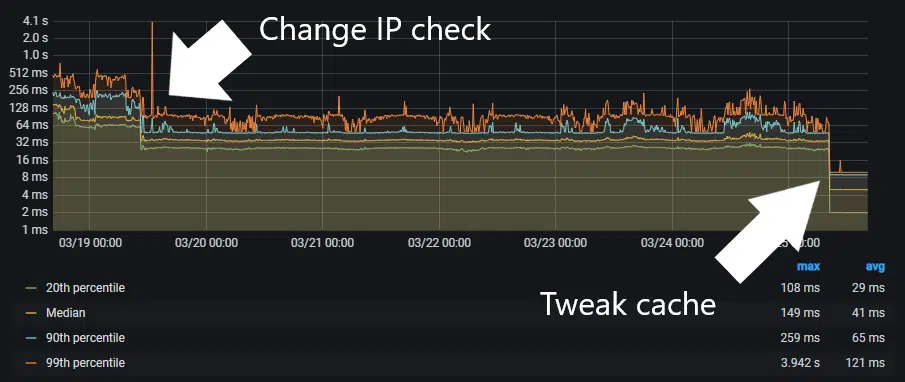 4.1 s
Change IP check
2.0 s
1.0 s
512 ms
256 ms
128 ms
64 ms
32 ms
16 ms
8 ms
4 ms
2 ms
1 ms
03/19 00:00 03/20 00:00 03/21 00:00 03/22 00:00 03/23 00:00 03/24 00:00 00:00
Tweak cache
max avg
20th percentile 108 ms 29 ms
Median 149 ms 41 ms
90th percentile 259 ms 65 ms
99th percentile 3.942 s 121 ms